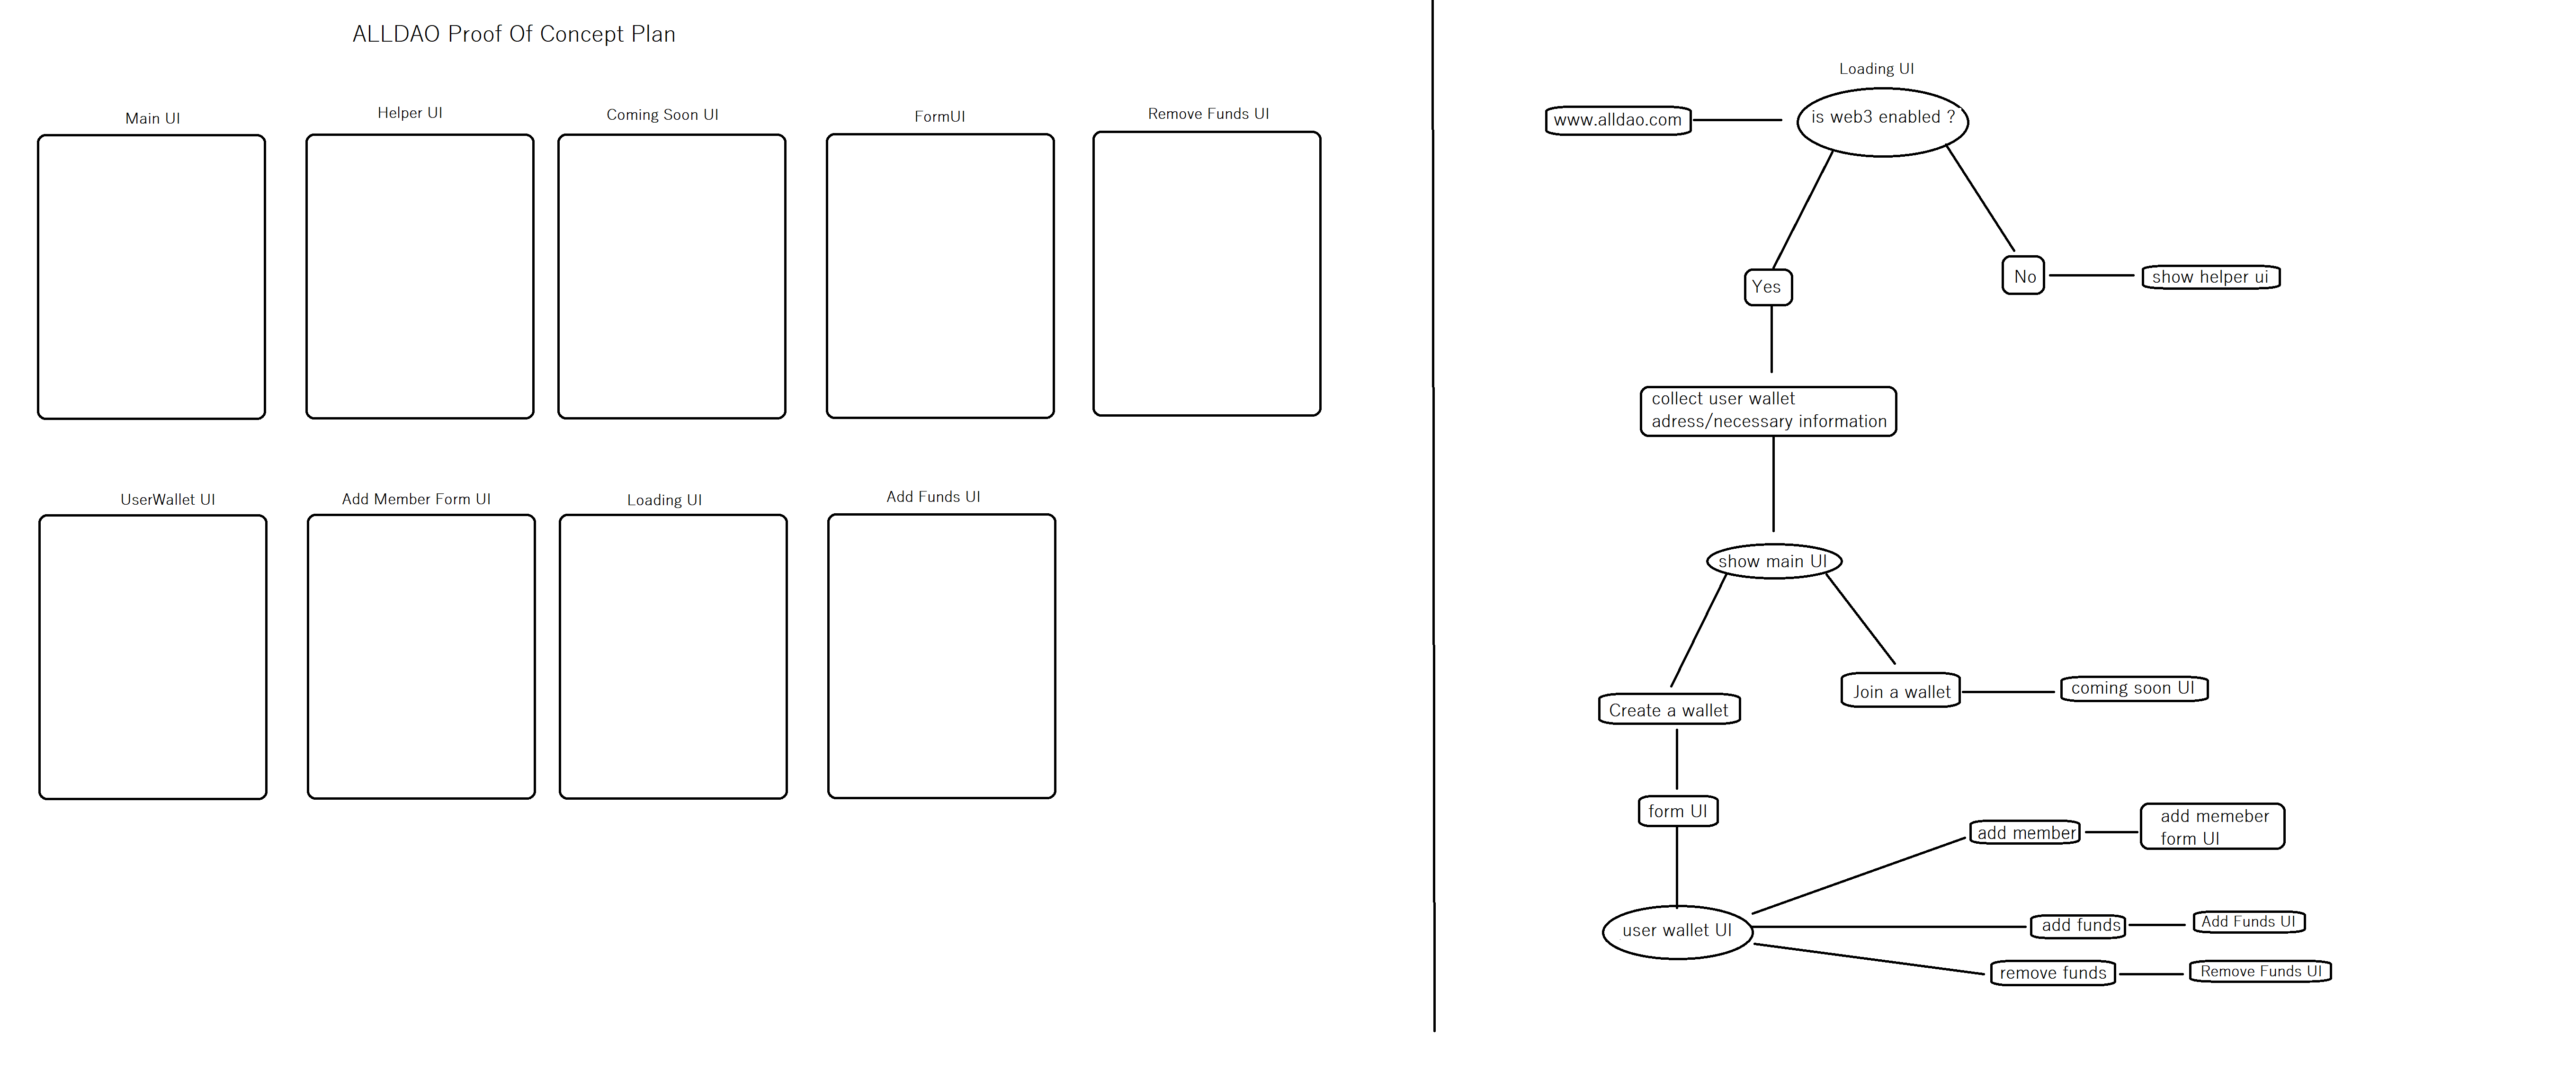 ALLDAO Proof Of Concept Plan
Main UI
Helper UI
Coming Soon UI
FormUI
Remove Funds UI
UserWallet UI
Add Member Form UI
Loading UI
Add Funds UI
Loading UI
www.alldao.com
is web3 enabled ?
Yes
No
show helper ui
collect user wallet
adress/necessary information
show main UI
Create a wallet
Join a wallet
coming soon UI
form UI
user wallet UI
add member
add memeber
form UI
add funds
Add Funds UI
remove funds
Remove Funds UI